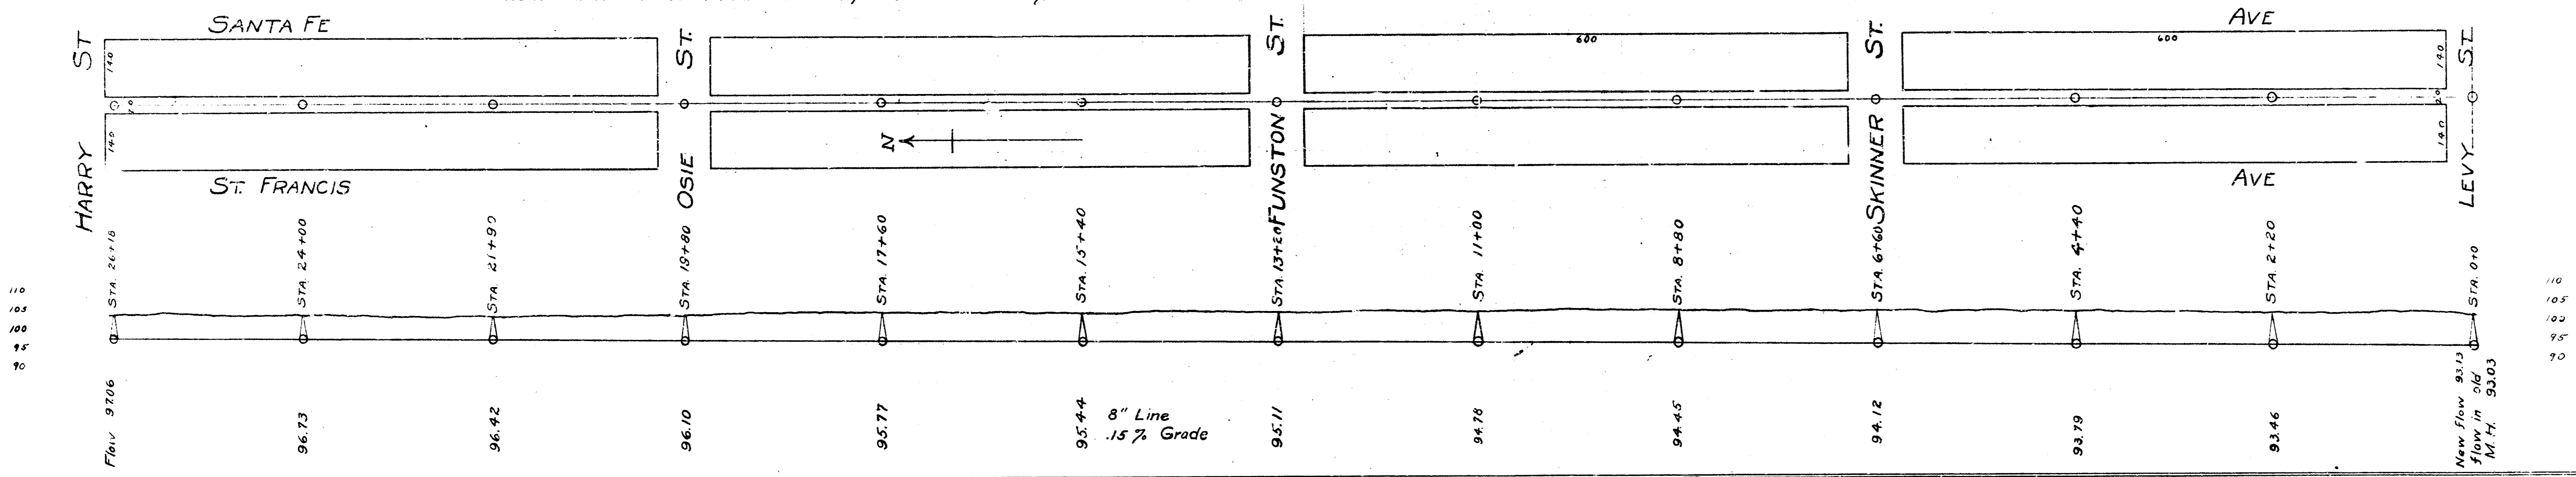 SANTA FE AVE
HARRY ST
OSIE ST.
FUNSTON ST.
SKINNER ST.
LEVY ST.
140
20
140
600
600
140
20
140
N
ST. FRANCIS AVE
STA. 26+18
STA. 24+00
STA. 21+90
STA. 19+80
STA. 17+60
STA. 15+40
STA. 13+20
STA. 11+00
STA. 8+80
STA. 6+60
STA. 4+40
STA. 2+20
STA. 0+0
110
105
100
95
90
110
105
100
95
90
Flow 97.06
96.73
96.42
96.10
95.77
95.44
8" Line
.15% Grade
95.11
94.78
94.45
94.12
93.79
93.46
New flow 93.13
flow in old
M.H. 93.03